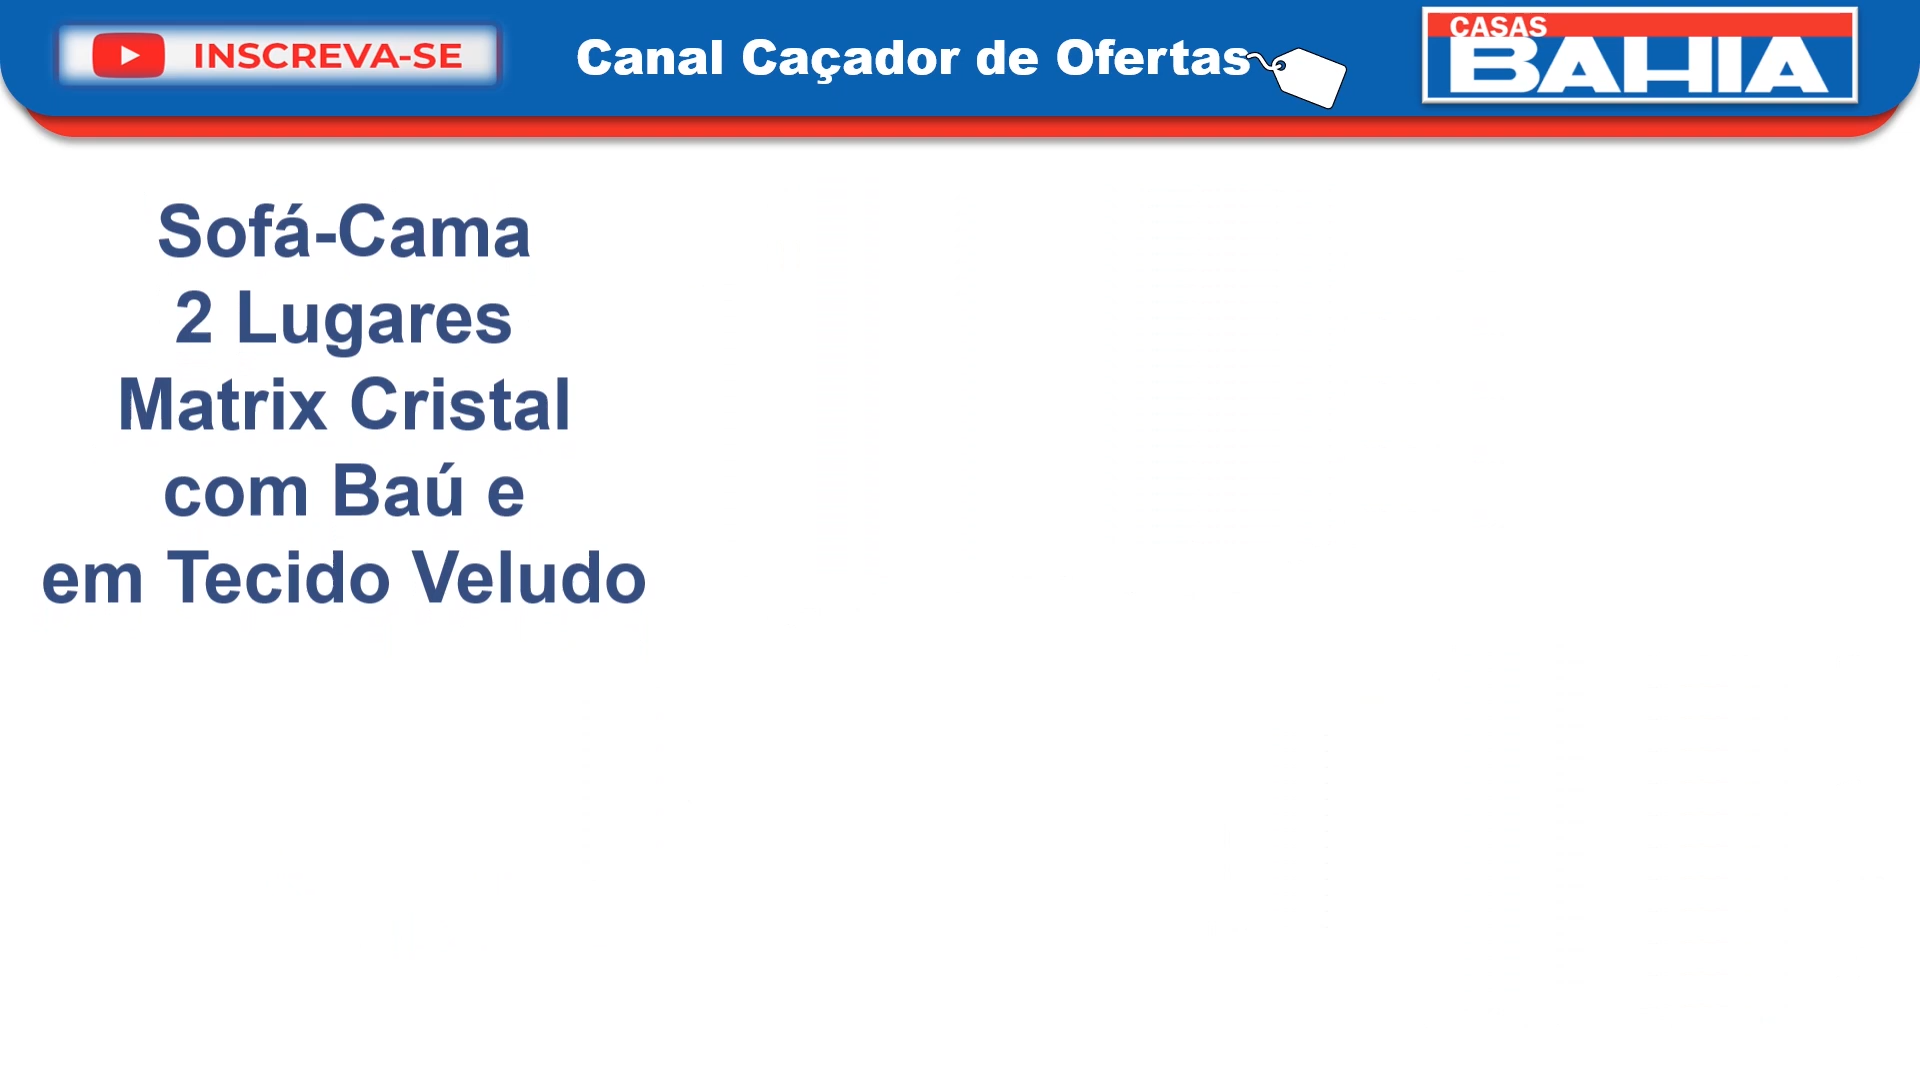 INSCREVA-SE
Canal Caçador de Ofertas
CASAS
BAHIA
Sofá-Cama
2 Lugares
Matrix Cristal
com Baú e
em Tecido Veludo